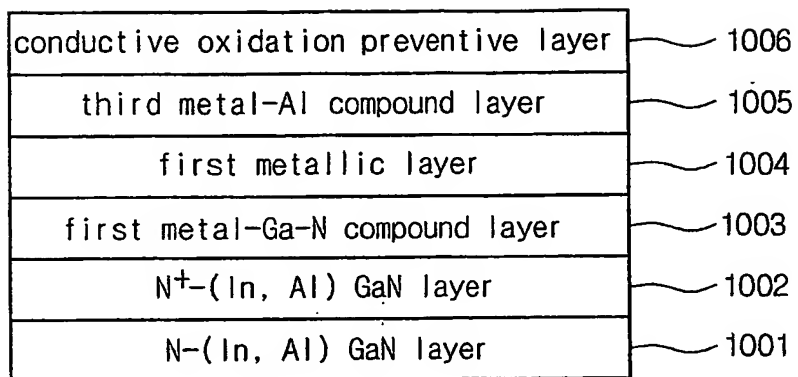 conductive oxidation preventive layer 1006
third metal-Al compound layer 1005
first metallic layer 1004
first metal-Ga-N compound layer 1003
N+-(In, Al) GaN layer 1002
N-(In, Al) GaN layer 1001